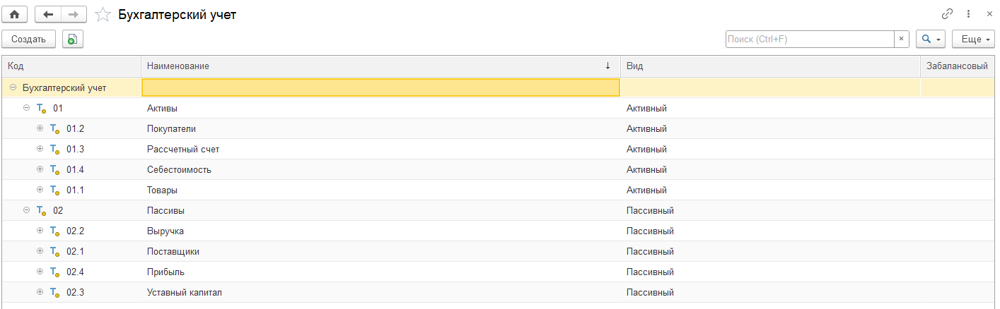 Бухгалтерский учет
Создать Поиск (Ctrl+F) × Еще
Код Наименование ↓ Вид Забалансовый
Бухгалтерский учет
Т 01 Активы Активный
Т 01.2 Покупатели Активный
Т 01.3 Рассчетный счет Активный
Т 01.4 Себестоимость Активный
Т 01.1 Товары Активный
Т 02 Пассивы Пассивный
Т 02.2 Выручка Пассивный
Т 02.1 Поставщики Пассивный
Т 02.4 Прибыль Пассивный
Т 02.3 Уставный капитал Пассивный